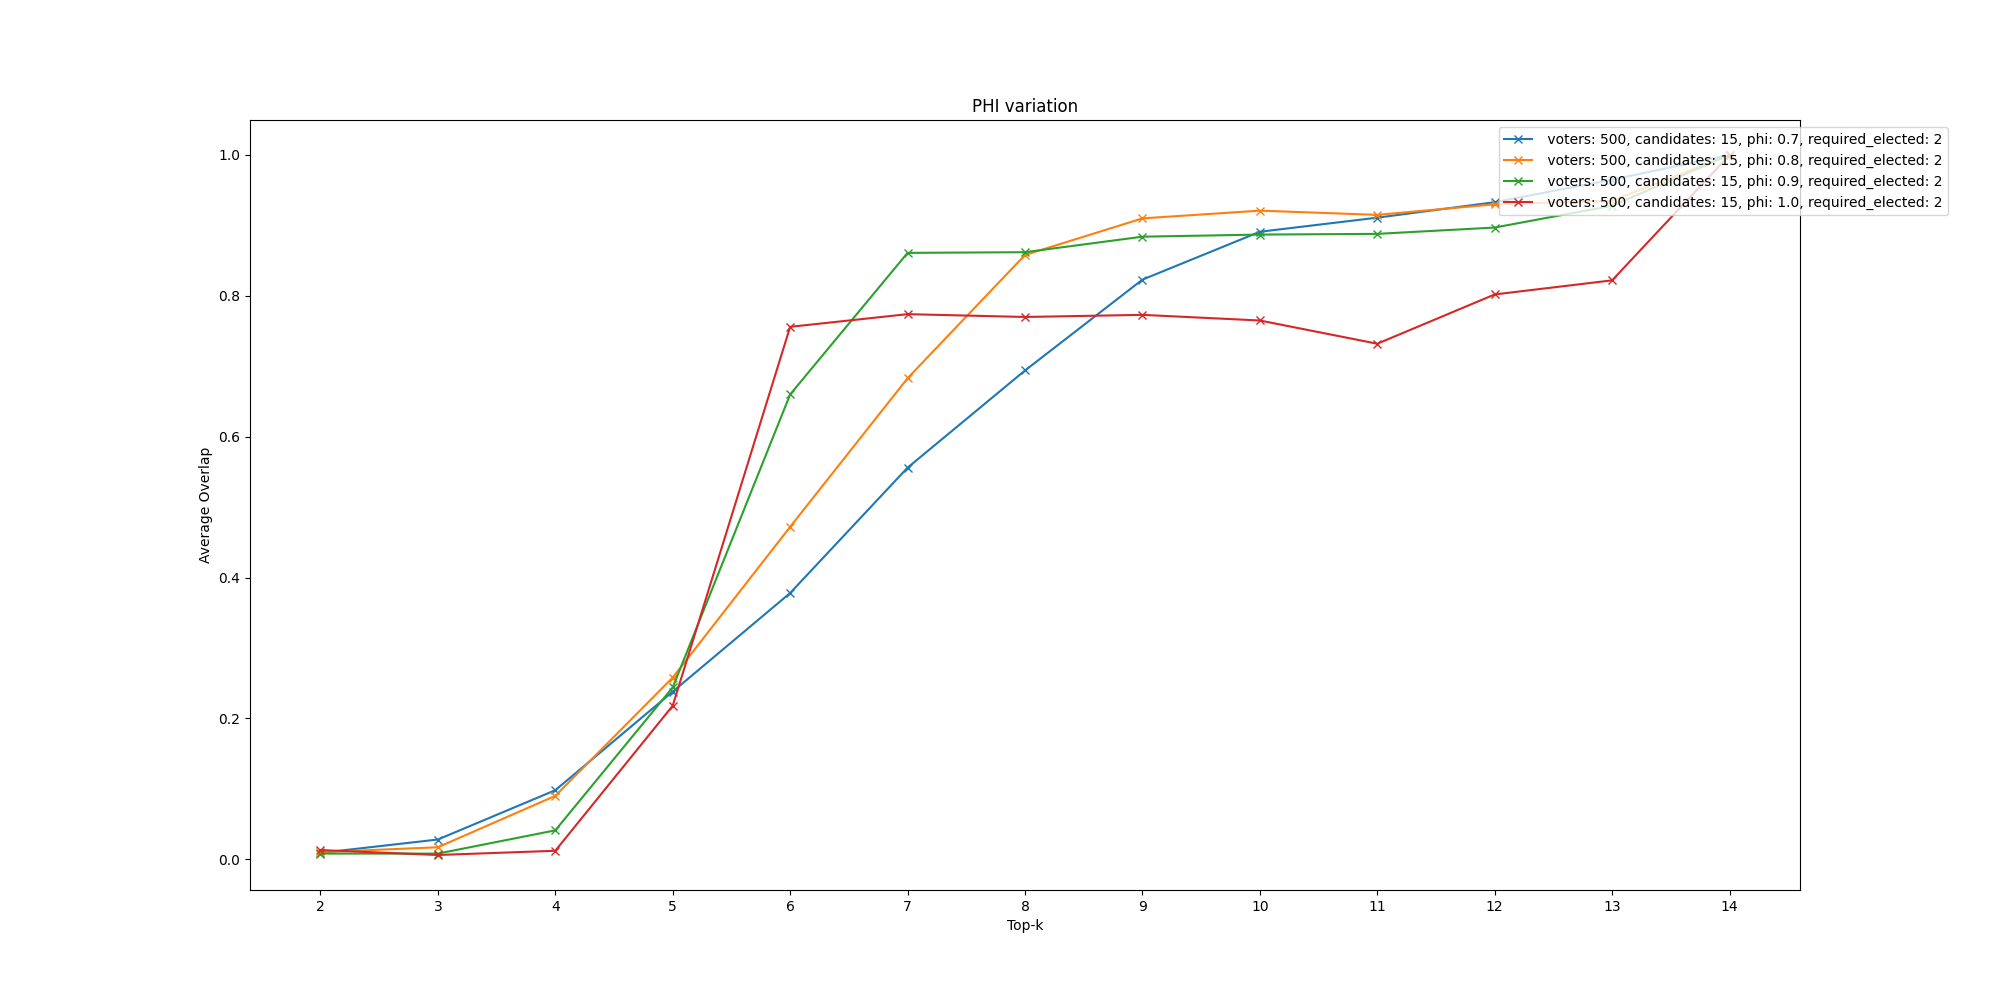 PHI variation
voters: 500, candidates: 15, phi: 0.7, required_elected: 2
voters: 500, candidates: 15, phi: 0.8, required_elected: 2
voters: 500, candidates: 15, phi: 0.9, required_elected: 2
voters: 500, candidates: 15, phi: 1.0, required_elected: 2
1.0
0.8
0.6
0.4
0.2
0.0
Average Overlap
2 3 4 5 6 7 8 9 10 11 12 13 14
Top-k